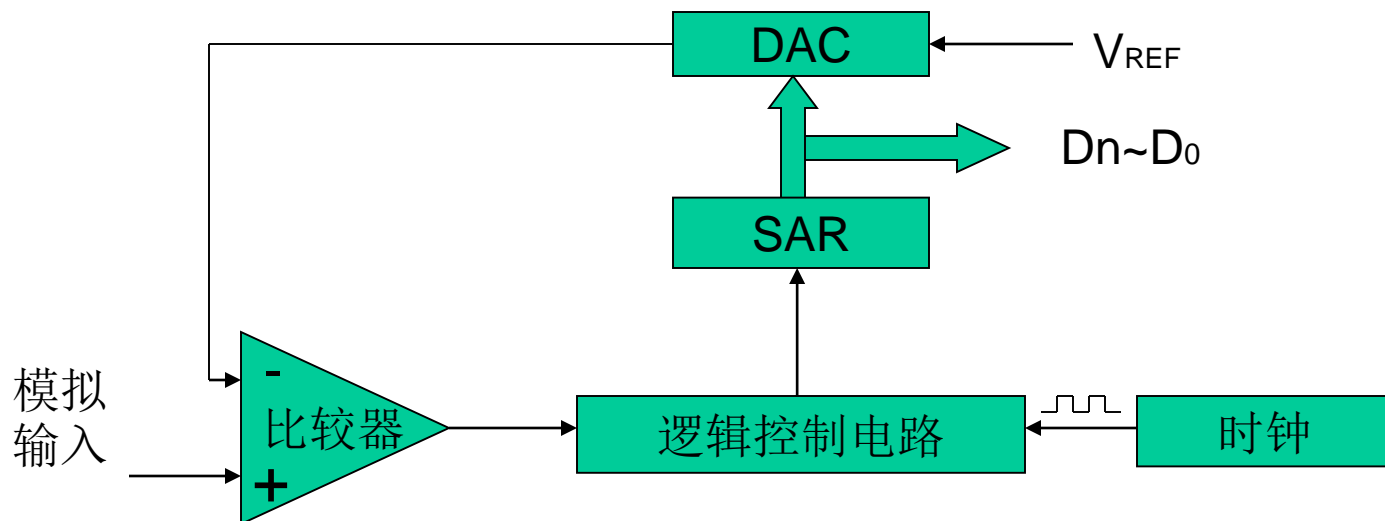 DAC
VREF
Dn~D0
SAR
模拟
输入
-
比较器
+
逻辑控制电路
时钟